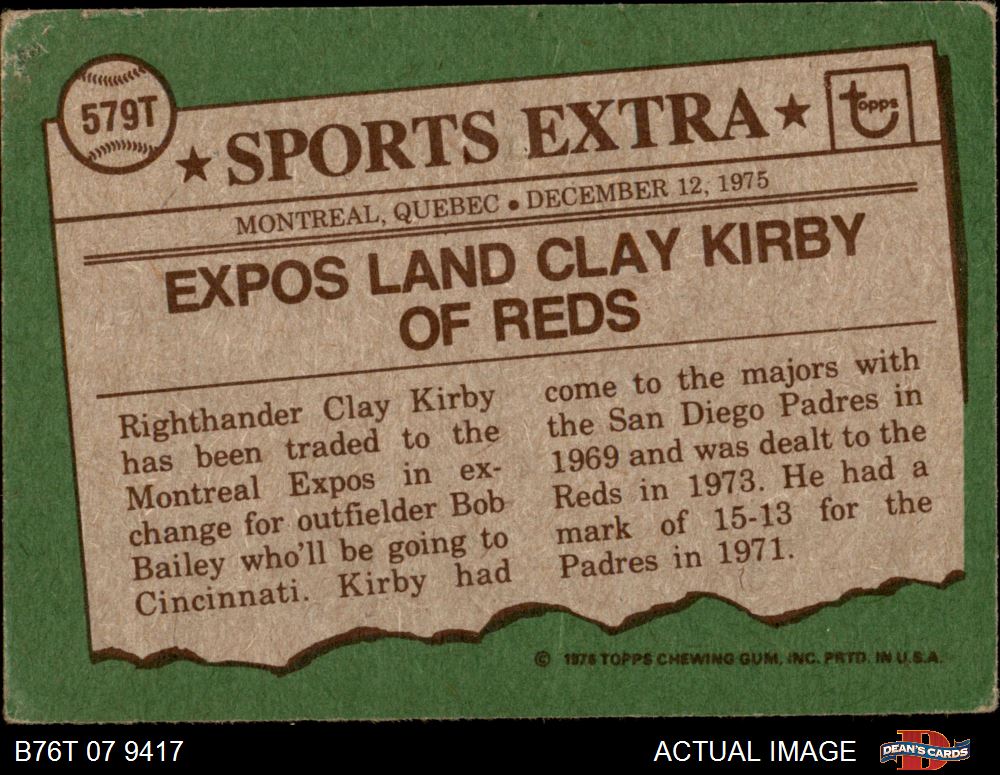 579T
★ SPORTS EXTRA ★
topps
MONTREAL, QUEBEC • DECEMBER 12, 1975
EXPOS LAND CLAY KIRBY
OF REDS
Righthander Clay Kirby
has been traded to the
Montreal Expos in ex-
change for outfielder Bob
Bailey who'll be going to
Cincinnati. Kirby had
come to the majors with
the San Diego Padres in
1969 and was dealt to the
Reds in 1973. He had a
mark of 15-13 for the
Padres in 1971.
© 1976 TOPPS CHEWING GUM, INC. PRTD. IN U.S.A.
B76T 07 9417
ACTUAL IMAGE
DEAN'S CARDS